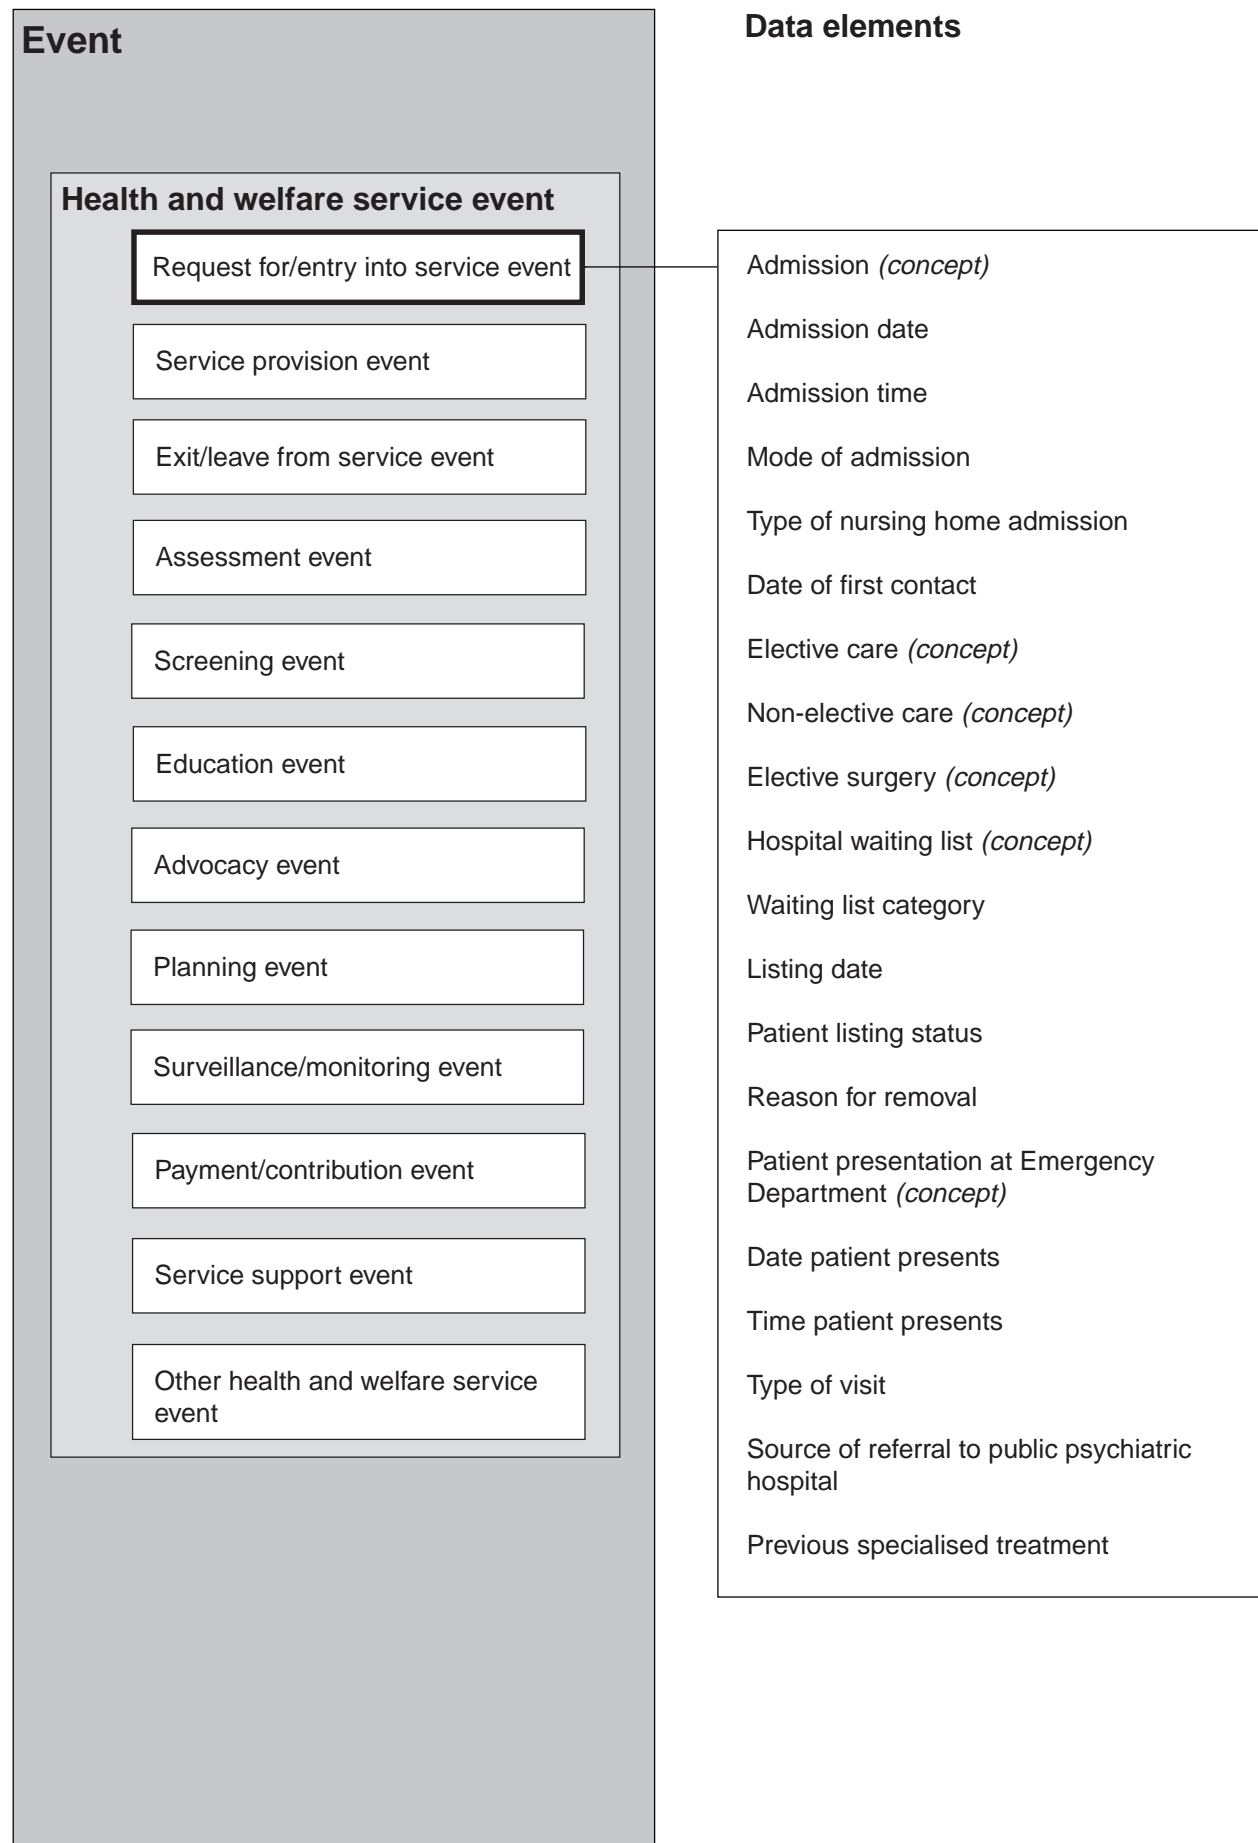 Event
Data elements
Health and welfare service event
Request for/entry into service event
Service provision event
Exit/leave from service event
Assessment event
Screening event
Education event
Advocacy event
Planning event
Surveillance/monitoring event
Payment/contribution event
Service support event
Other health and welfare service
event
Admission (concept)
Admission date
Admission time
Mode of admission
Type of nursing home admission
Date of first contact
Elective care (concept)
Non-elective care (concept)
Elective surgery (concept)
Hospital waiting list (concept)
Waiting list category
Listing date
Patient listing status
Reason for removal
Patient presentation at Emergency
Department (concept)
Date patient presents
Time patient presents
Type of visit
Source of referral to public psychiatric
hospital
Previous specialised treatment